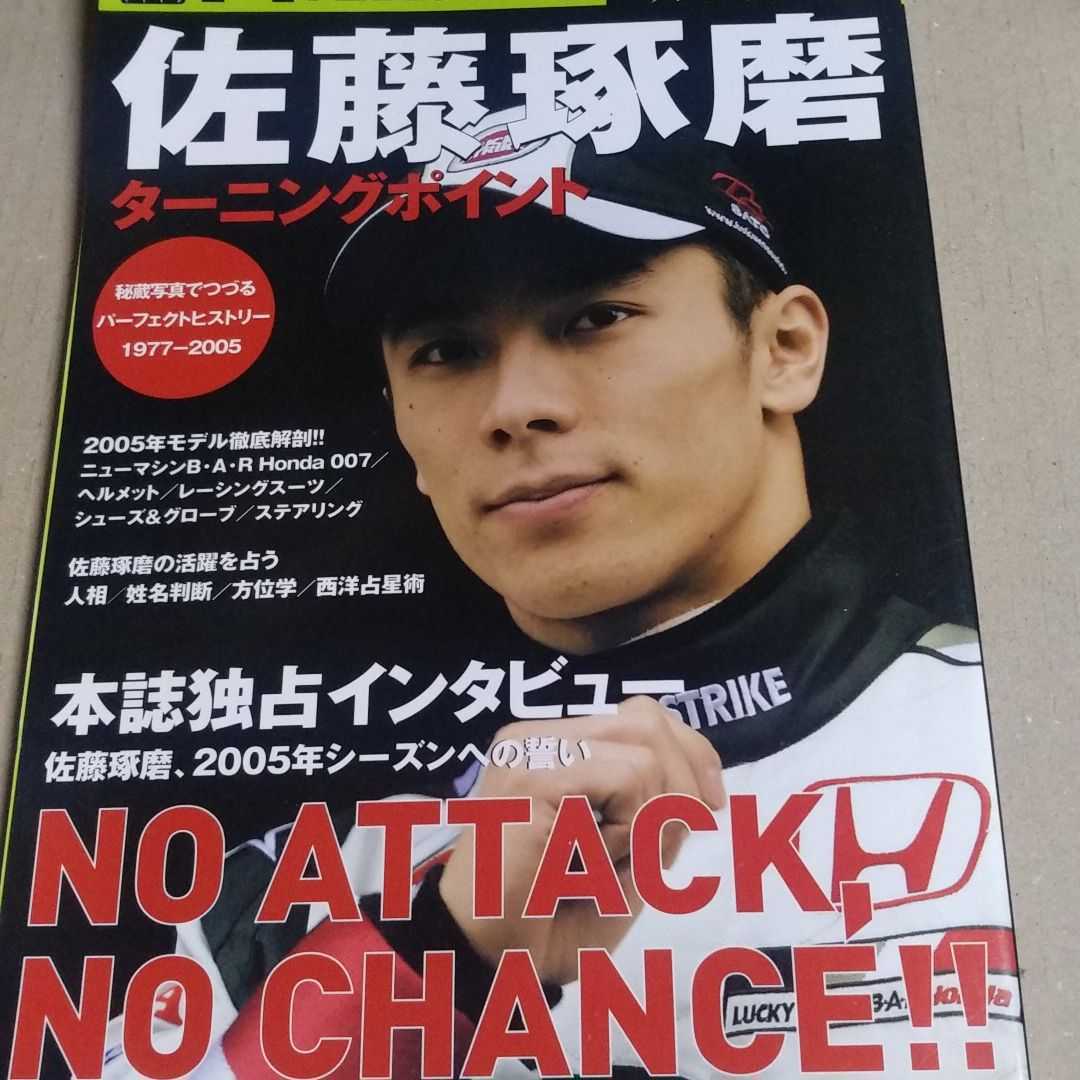 佐藤琢磨
ターニングポイント
SATO
秘蔵写真でつづる
パーフェクトヒストリー
1977−2005
2005年モデル徹底解剖!!
ニューマシンB・A・R Honda 007／
ヘルメット／レーシングスーツ／
シューズ&グローブ／ステアリング
佐藤琢磨の活躍を占う
人相／姓名判断／方位学／西洋占星術
本誌独占インタビュー
STRIKE
佐藤琢磨、2005年シーズンへの誓い
NO ATTACK,
NO CHANCE!!
LUCKY B·A· Honda